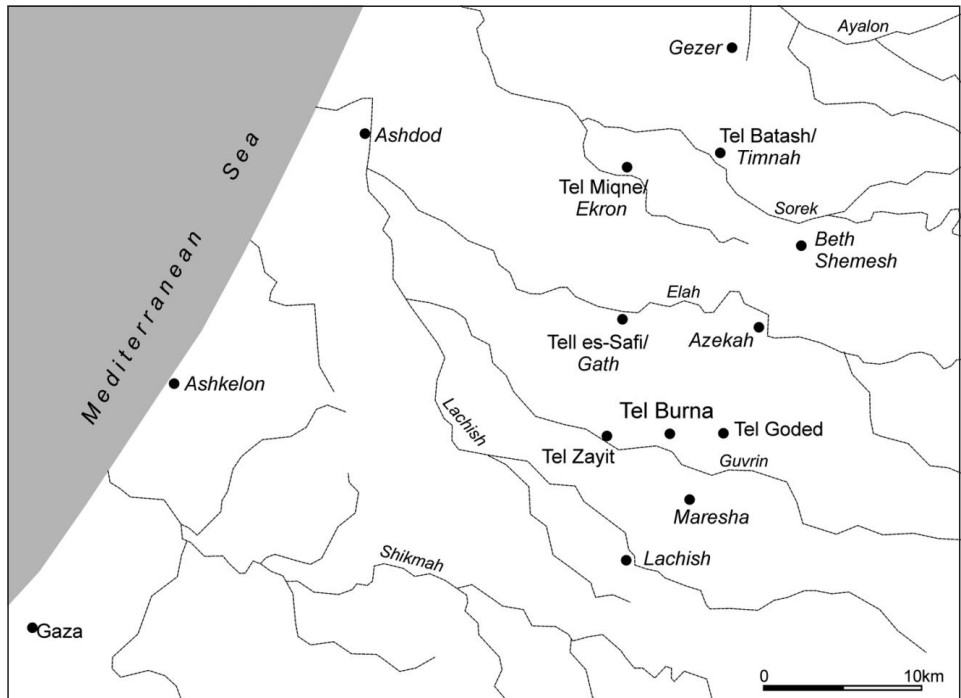 Ayalon
Gezer
Mediterranean Sea
Ashdod
Tel Batash/
Timnah
Tel Miqne/
Ekron
Sorek
Beth
Shemesh
Elah
Tell es-Safi/
Gath
Azekah
Ashkelon
Lachish
Tel Burna
Tel Goded
Tel Zayit
Guvrin
Maresha
Shikmah
Lachish
Gaza
0 10km